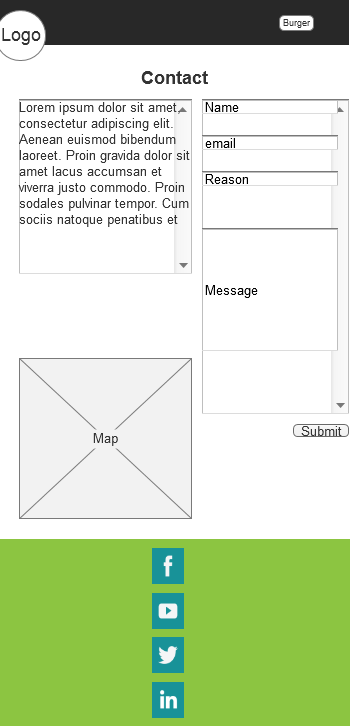 Logo
Burger
Contact
Lorem ipsum dolor sit amet,
consectetur adipiscing elit.
Aenean euismod bibendum
laoreet. Proin gravida dolor sit
amet lacus accumsan et
viverra justo commodo. Proin
sodales pulvinar tempor. Cum
sociis natoque penatibus et
Name
email
Reason
Message
Submit
Map
f
in